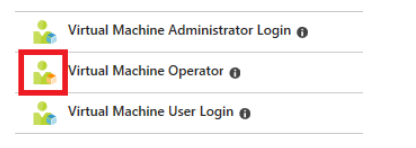 Virtual Machine Administrator Login
Virtual Machine Operator
Virtual Machine User Login